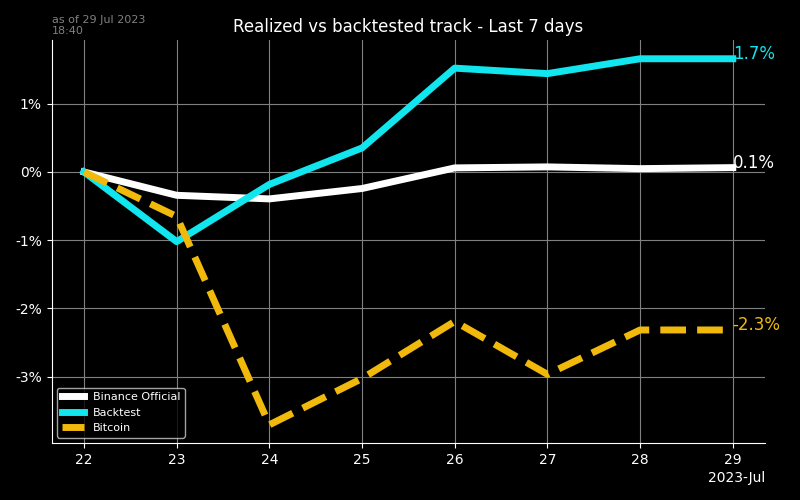 as of 29 Jul 2023
18:40
Realized vs backtested track - Last 7 days
1.7%
1%
0.1%
0%
-1%
-2%
-2.3%
-3%
Binance Official
Backtest
Bitcoin
22 23 24 25 26 27 28 29
2023-Jul